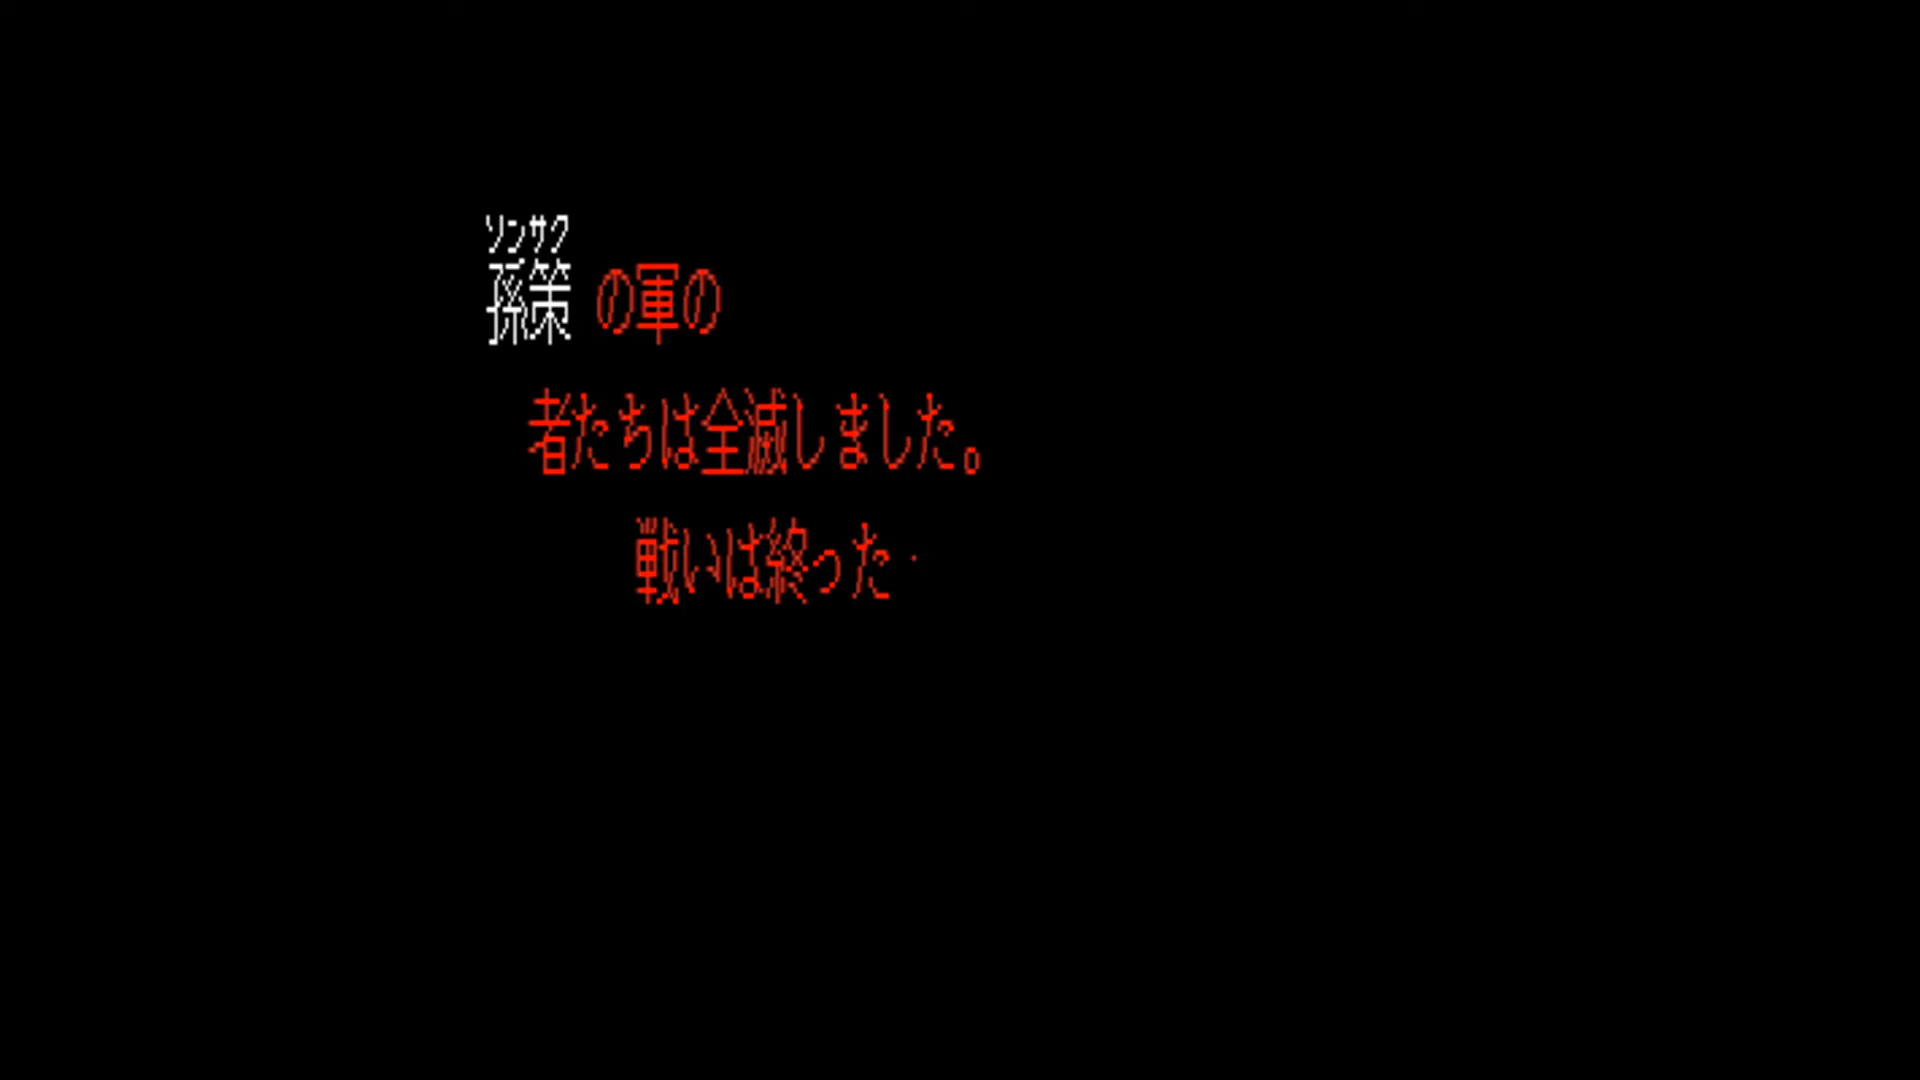 ソンサク
孫策 の軍の
者たちは全滅しました。
戦いは終った・